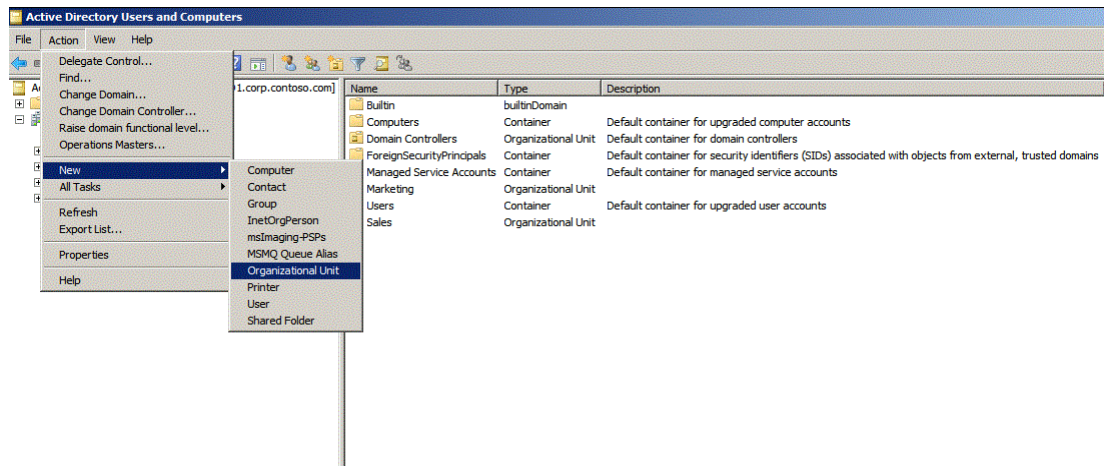 Active Directory Users and Computers
File Action View Help
Delegate Control...
Find...
Change Domain...
Change Domain Controller...
Raise domain functional level...
Operations Masters...
New
All Tasks
Refresh
Export List...
Properties
Help
Computer
Contact
Group
InetOrgPerson
msImaging-PSPs
MSMQ Queue Alias
Organizational Unit
Printer
User
Shared Folder
1.corp.contoso.com]
Name Type Description
Builtin builtinDomain
Computers Container Default container for upgraded computer accounts
Domain Controllers Organizational Unit Default container for domain controllers
ForeignSecurityPrincipals Container Default container for security identifiers (SIDs) associated with objects from external, trusted domains
Managed Service Accounts Container Default container for managed service accounts
Marketing Organizational Unit
Users Container Default container for upgraded user accounts
Sales Organizational Unit